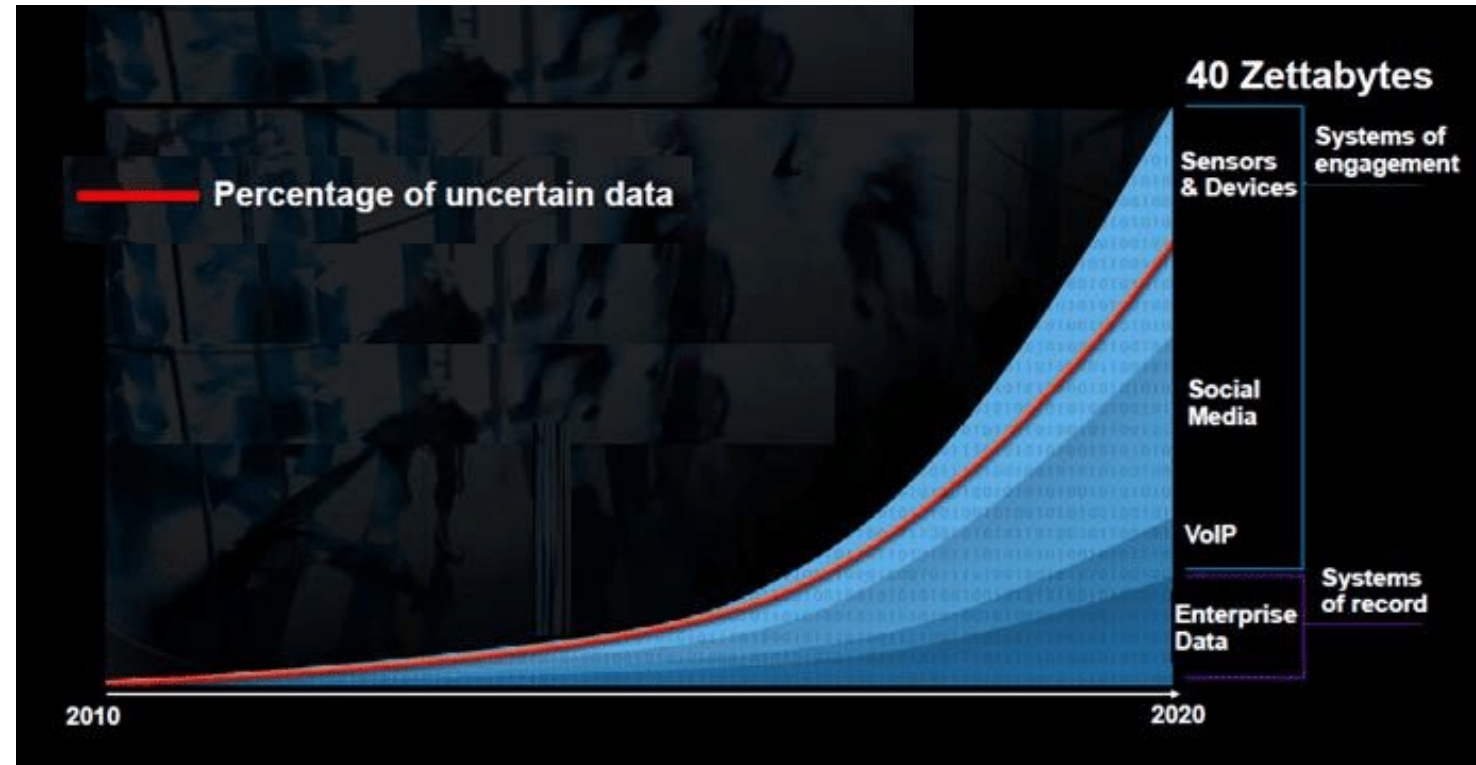 40 Zettabytes
Systems of
engagement
Sensors
& Devices
Percentage of uncertain data
Social
Media
VoIP
Systems
of record
Enterprise
Data
2010
2020